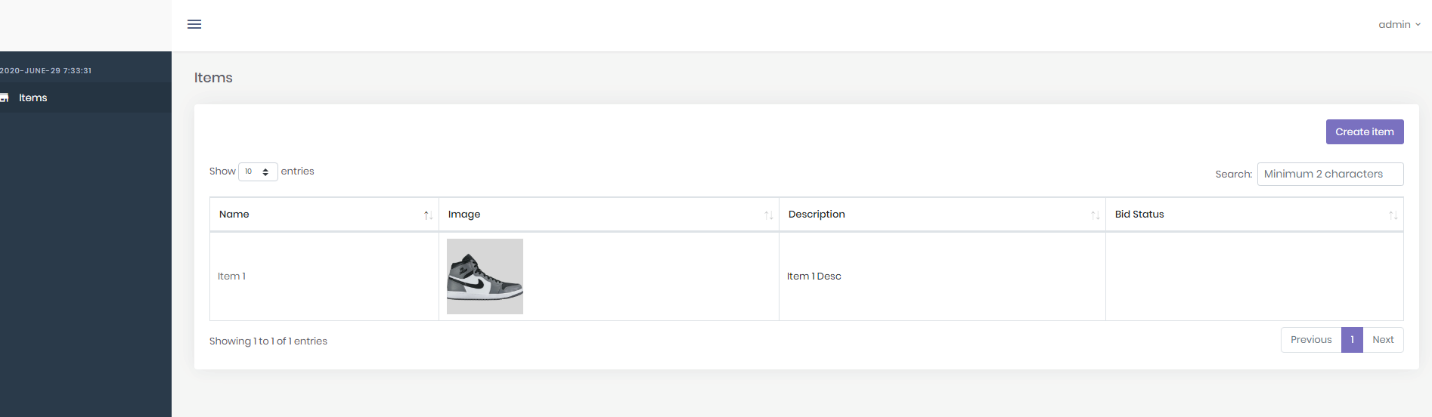 admin
2020-JUNE-29 7:33:31
Items
Items
Create item
Show 10 entries
Search: Minimum 2 characters
Name Image Description Bid Status
Item 1 Item 1 Desc
Showing 1 to 1 of 1 entries
Previous 1 Next